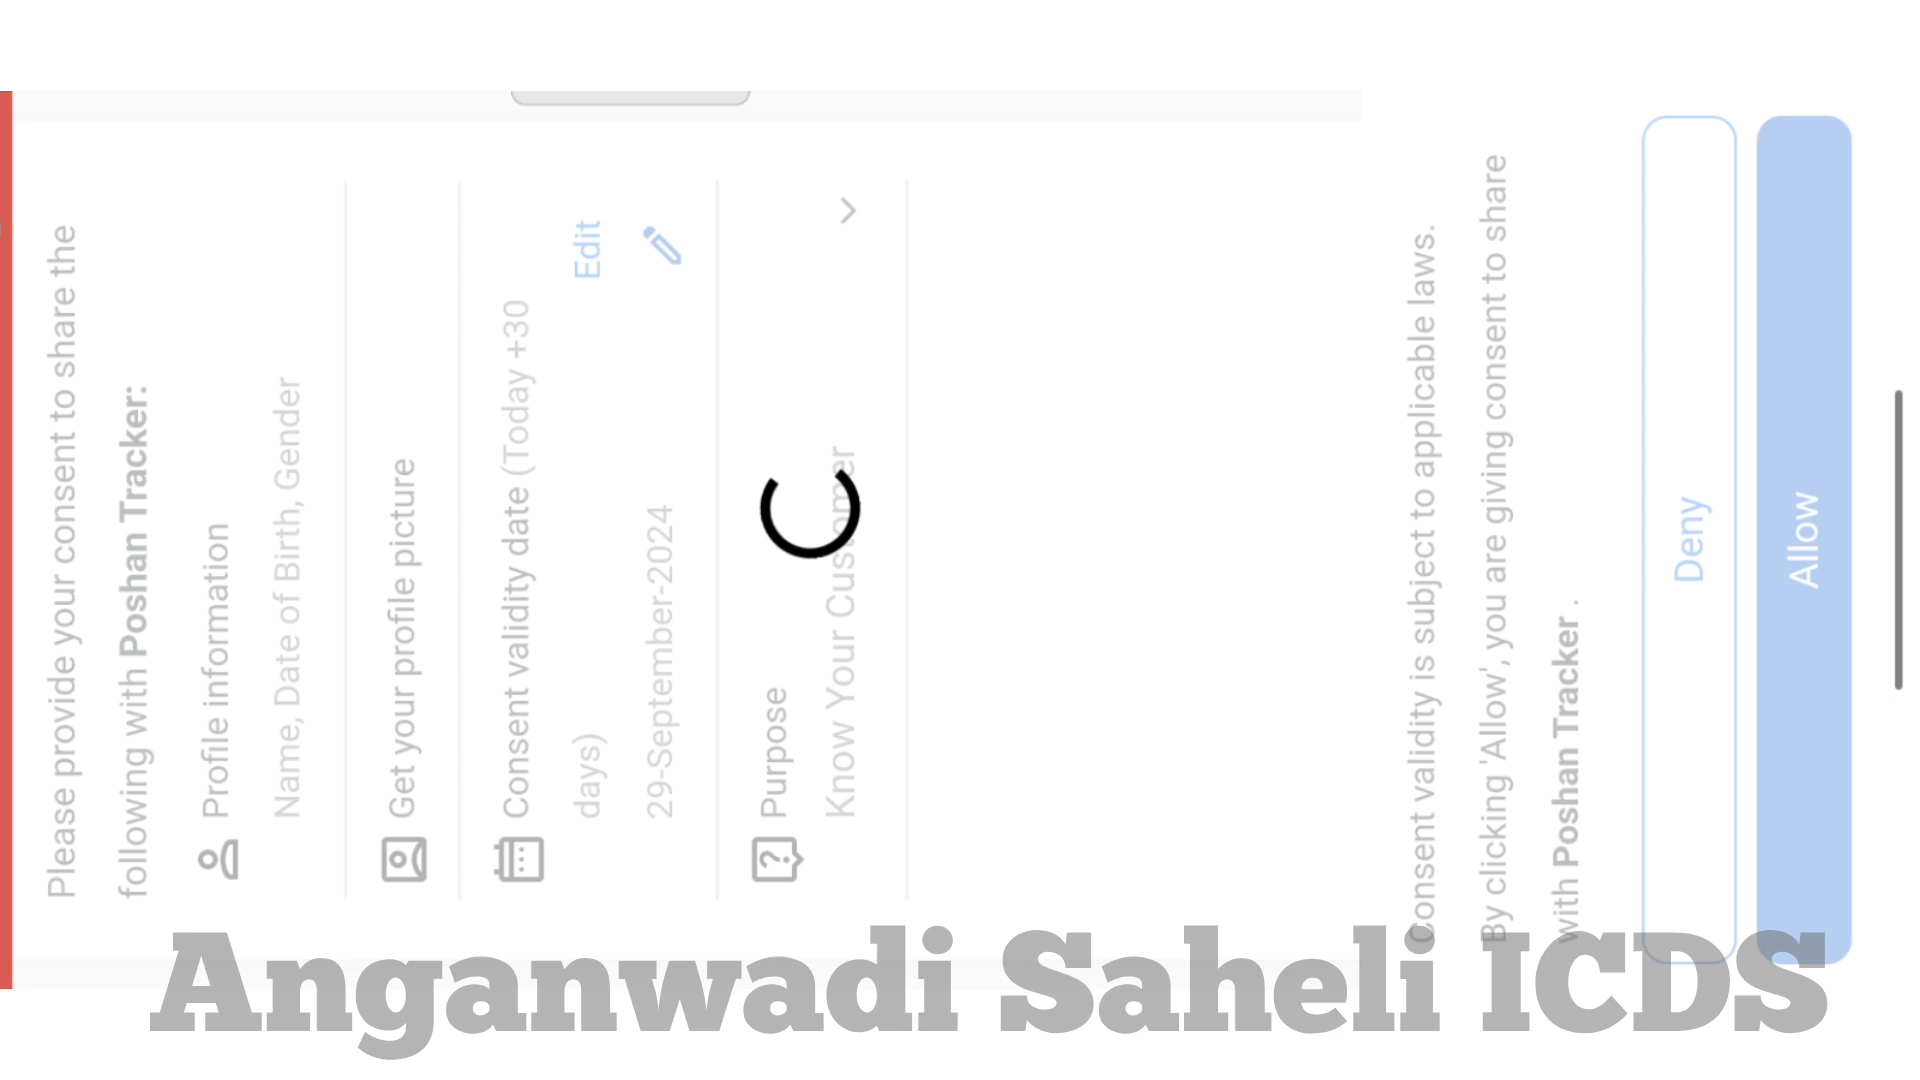 Please provide your consent to share the
following with Poshan Tracker:
Profile information
Name, Date of Birth, Gender
Get your profile picture
Consent validity date (Today +30
days)
Edit
29-September-2024
Purpose
Know Your Customer
Consent validity is subject to applicable laws.
By clicking 'Allow', you are giving consent to share
with Poshan Tracker .
Deny
Allow
Anganwadi Saheli ICDS